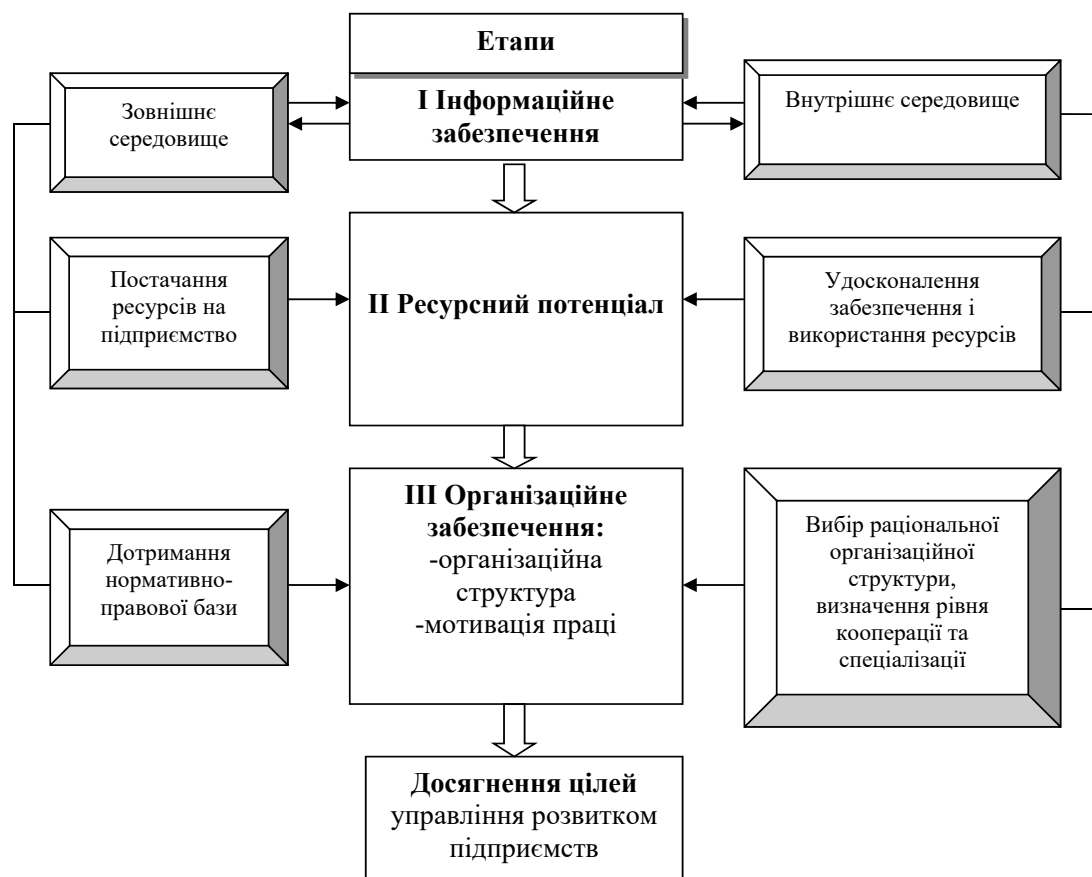 Етапи
І Інформаційне
забезпечення
Зовнішнє
середовище
Внутрішнє середовище
Постачання
ресурсів на
підприємство
ІІ Ресурсний потенціал
Удосконалення
забезпечення і
використання ресурсів
Дотримання
нормативно-
правової бази
ІІІ Організаційне
забезпечення:
-організаційна
структура
-мотивація праці
Вибір раціональної
організаційної
структури,
визначення рівня
кооперації та
спеціалізації
Досягнення цілей
управління розвитком
підприємств